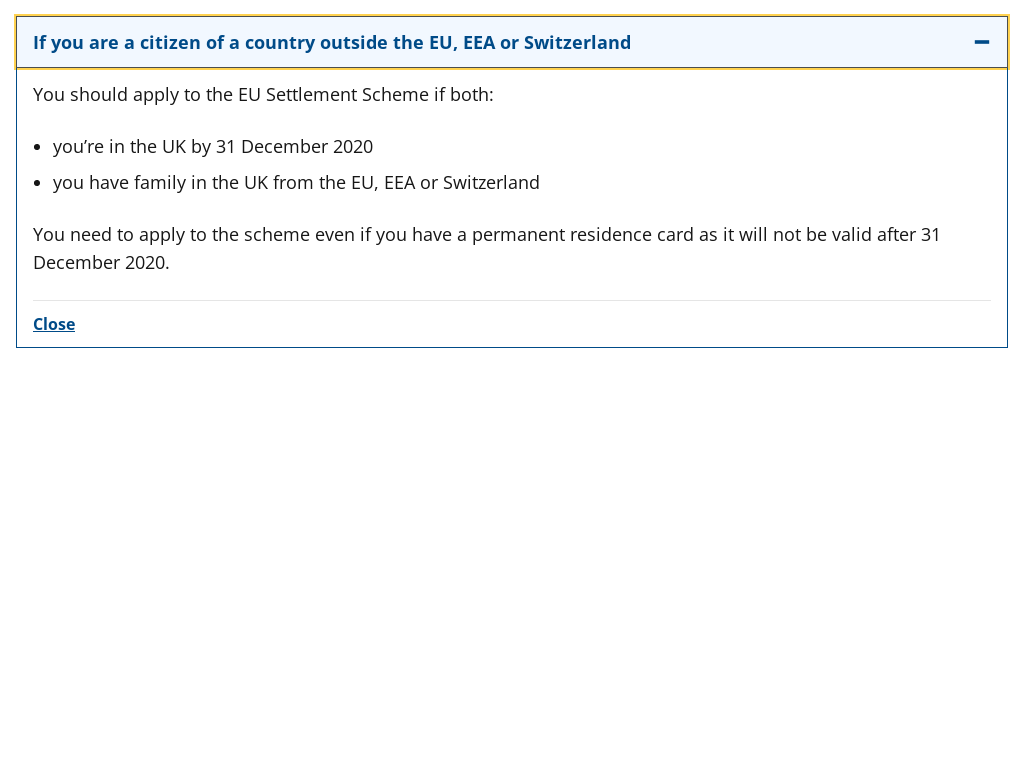 If you are a citizen of a country outside the EU, EEA or Switzerland
You should apply to the EU Settlement Scheme if both:
you’re in the UK by 31 December 2020
you have family in the UK from the EU, EEA or Switzerland
You need to apply to the scheme even if you have a permanent residence card as it will not be valid after 31
December 2020.
Close